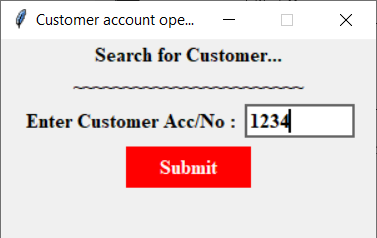 Customer account ope...
Search for Customer...
~~~~~~~~~~~~~~~~~~~~~~~
Enter Customer Acc/No :  1234
Submit